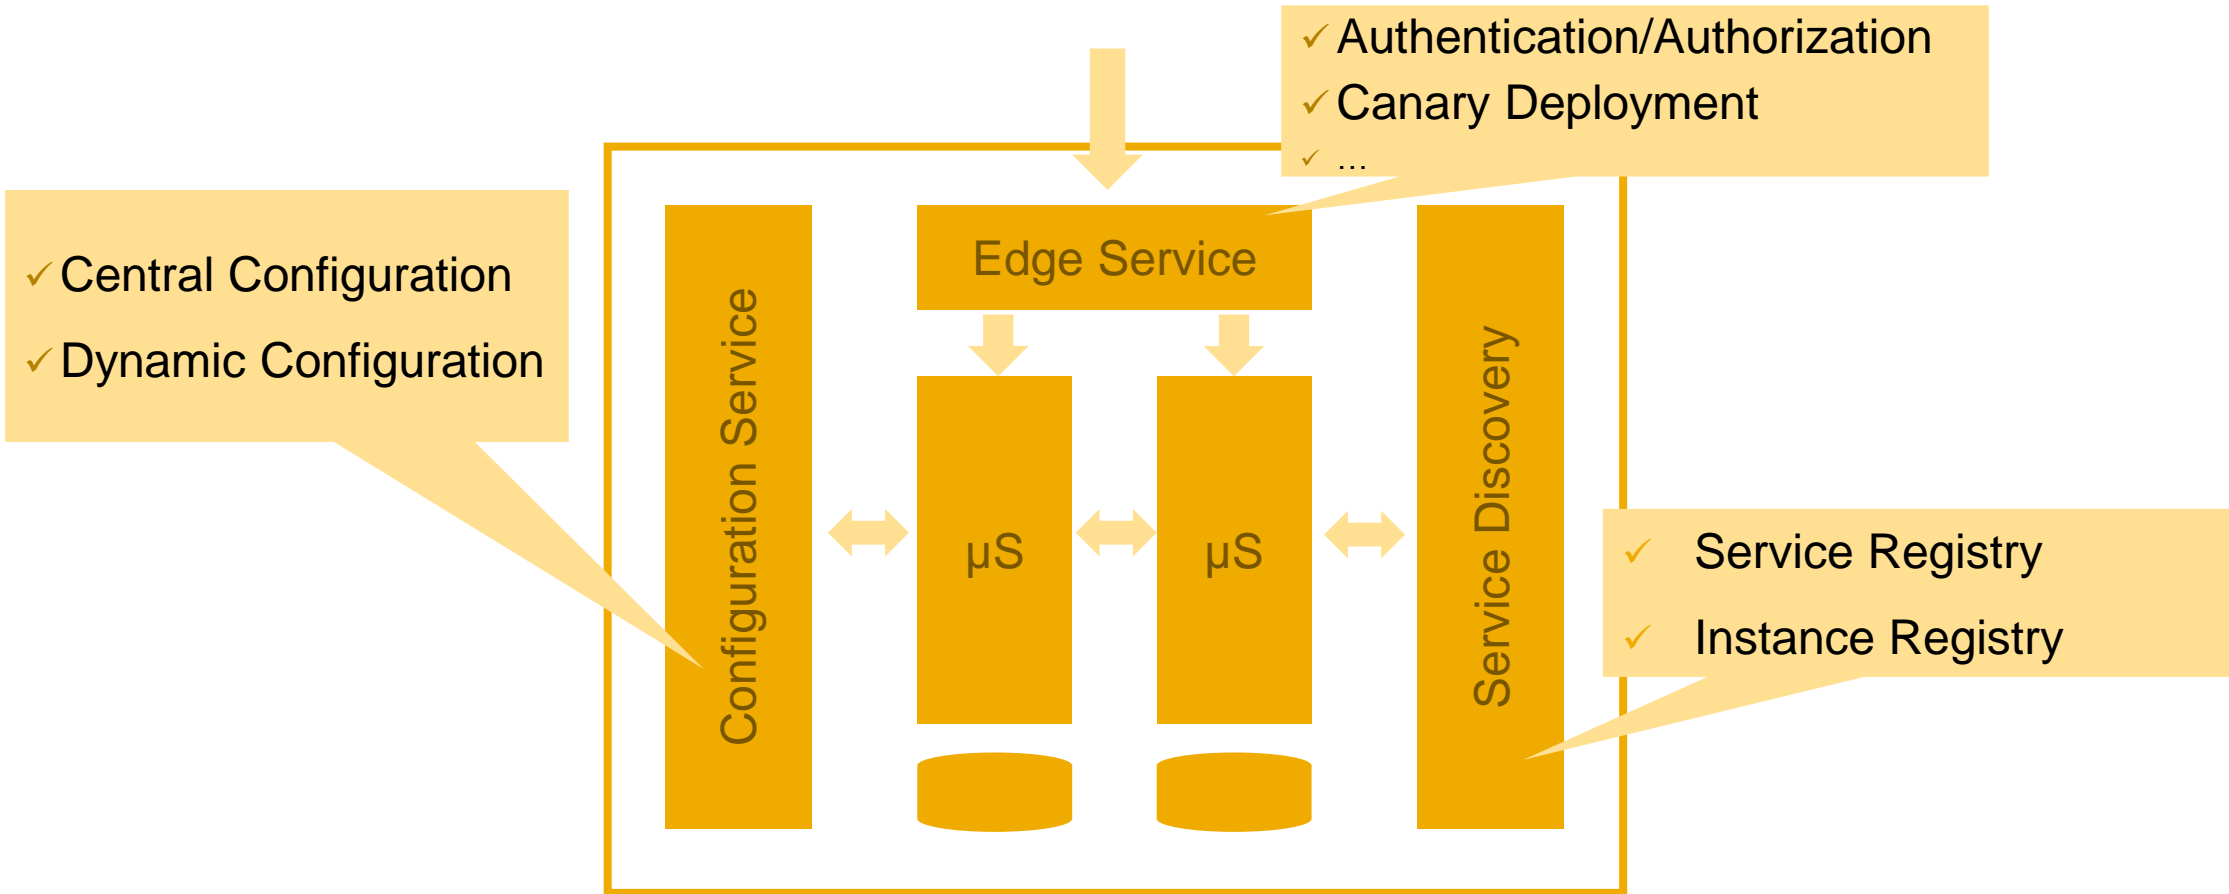 ✓ Authentication/Authorization
✓ Canary Deployment
✓ ...
✓ Central Configuration
✓ Dynamic Configuration
Edge Service
Configuration Service
µS
µS
Service Discovery
✓ Service Registry
✓ Instance Registry